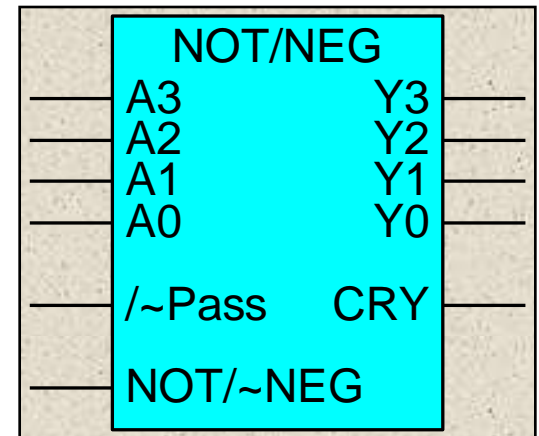 NOT/NEG
A3 Y3
A2 Y2
A1 Y1
A0 Y0
/~Pass CRY
NOT/~NEG